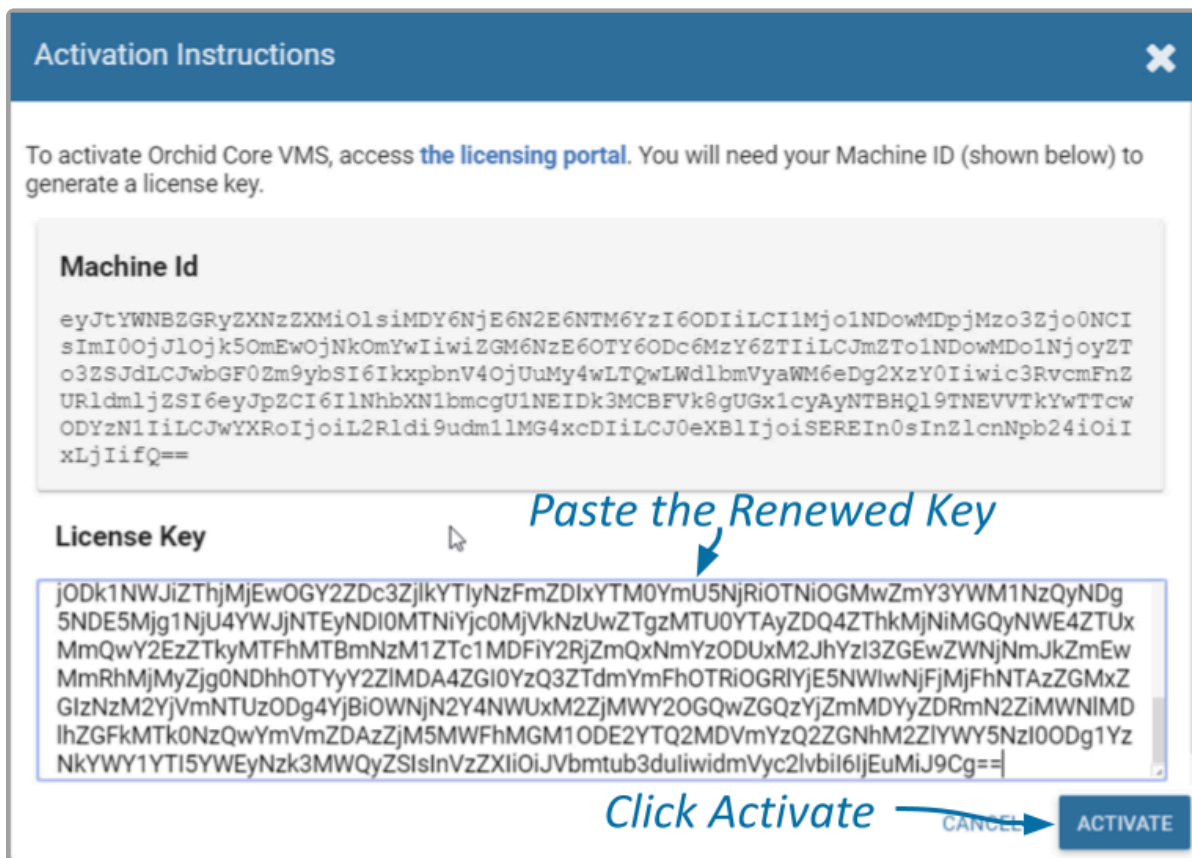 Activation Instructions
To activate Orchid Core VMS, access the licensing portal. You will need your Machine ID (shown below) to
generate a license key.
Machine Id
eyJtYWNBZGRyZXNzZXMiOlsiMDY6NjE6N2E6NTM6YzI6ODIiLCI1Mjo1NDowMDpjMzo3Zjo0NCI
sImI0OjJlOjk5OmEwOjNkOmYwIiwiZGM6NzE6OTY6ODc6MzY6ZTIiLCJmZTo1NDowMDo1NjoyZT
o3ZSJdLCJwbGF0Zm9ybSI6IkxpbnV4OjUuMy4wLTQwLWdlbmVyaWM6eDg2XzY0Iiwic3RvcmFnZ
URldmljZSI6eyJpZCI6IlNhbXN1bmcgU1NEIDk3MCBFVk8gUGx1cyAyNTBHQl9TNEVVTkYwTTcw
ODYzN1IiLCJwYXRoIjoiL2Rldi9udm1lMG4xcDIiLCJ0eXBlIjoiSEREIn0sInZlcnNpb24iOiI
xLjIifQ==
Paste the Renewed Key
License Key
jODk1NWJiZThjMjEwOGY2ZDc3ZjlkYTIyNzFmZDIxYTM0YmU5NjRiOTNiOGMwZmY3YWM1NzQyNDg
5NDE5Mjg1NjU4YWJjNTEyNDI0MTNiYjc0MjVkNzUwZTgzMTU0YTAyZDQ4ZThkMjNiMGQyNWE4ZTUx
MmQwY2EzZTkyMTFhMTBmNzM1ZTc1MDFiY2RjZmQxNmYzODUxM2JhYzI3ZGEwZWNjNmJkZmEw
MmRhMjMyZjg0NDhhOTYyY2ZlMDA4ZGI0YzQ3ZTdmYmFhOTRiOGRlYjE5NWIwNjFjMjFhNTAzZGMxZ
GIzNzM2YjVmNTUzODg4YjBiOWNjN2Y4NWUxM2ZjMWY2OGQwZGQzYjZmMDYyZDRmN2ZiMWNlMD
lhZGFkMTk0NzQwYmVmZDAzZjM5MWFhMGM1ODE2YTQ2MDVmYzQ2ZGNhM2ZlYWY5NzI0ODg1Yz
NkYWY1YTI5YWEyNzk3MWQyZSIsInVzZXIiOiJVbmtub3duIiwidmVyc2lvbiI6IjEuMiJ9Cg==
Click Activate
CANCEL
ACTIVATE